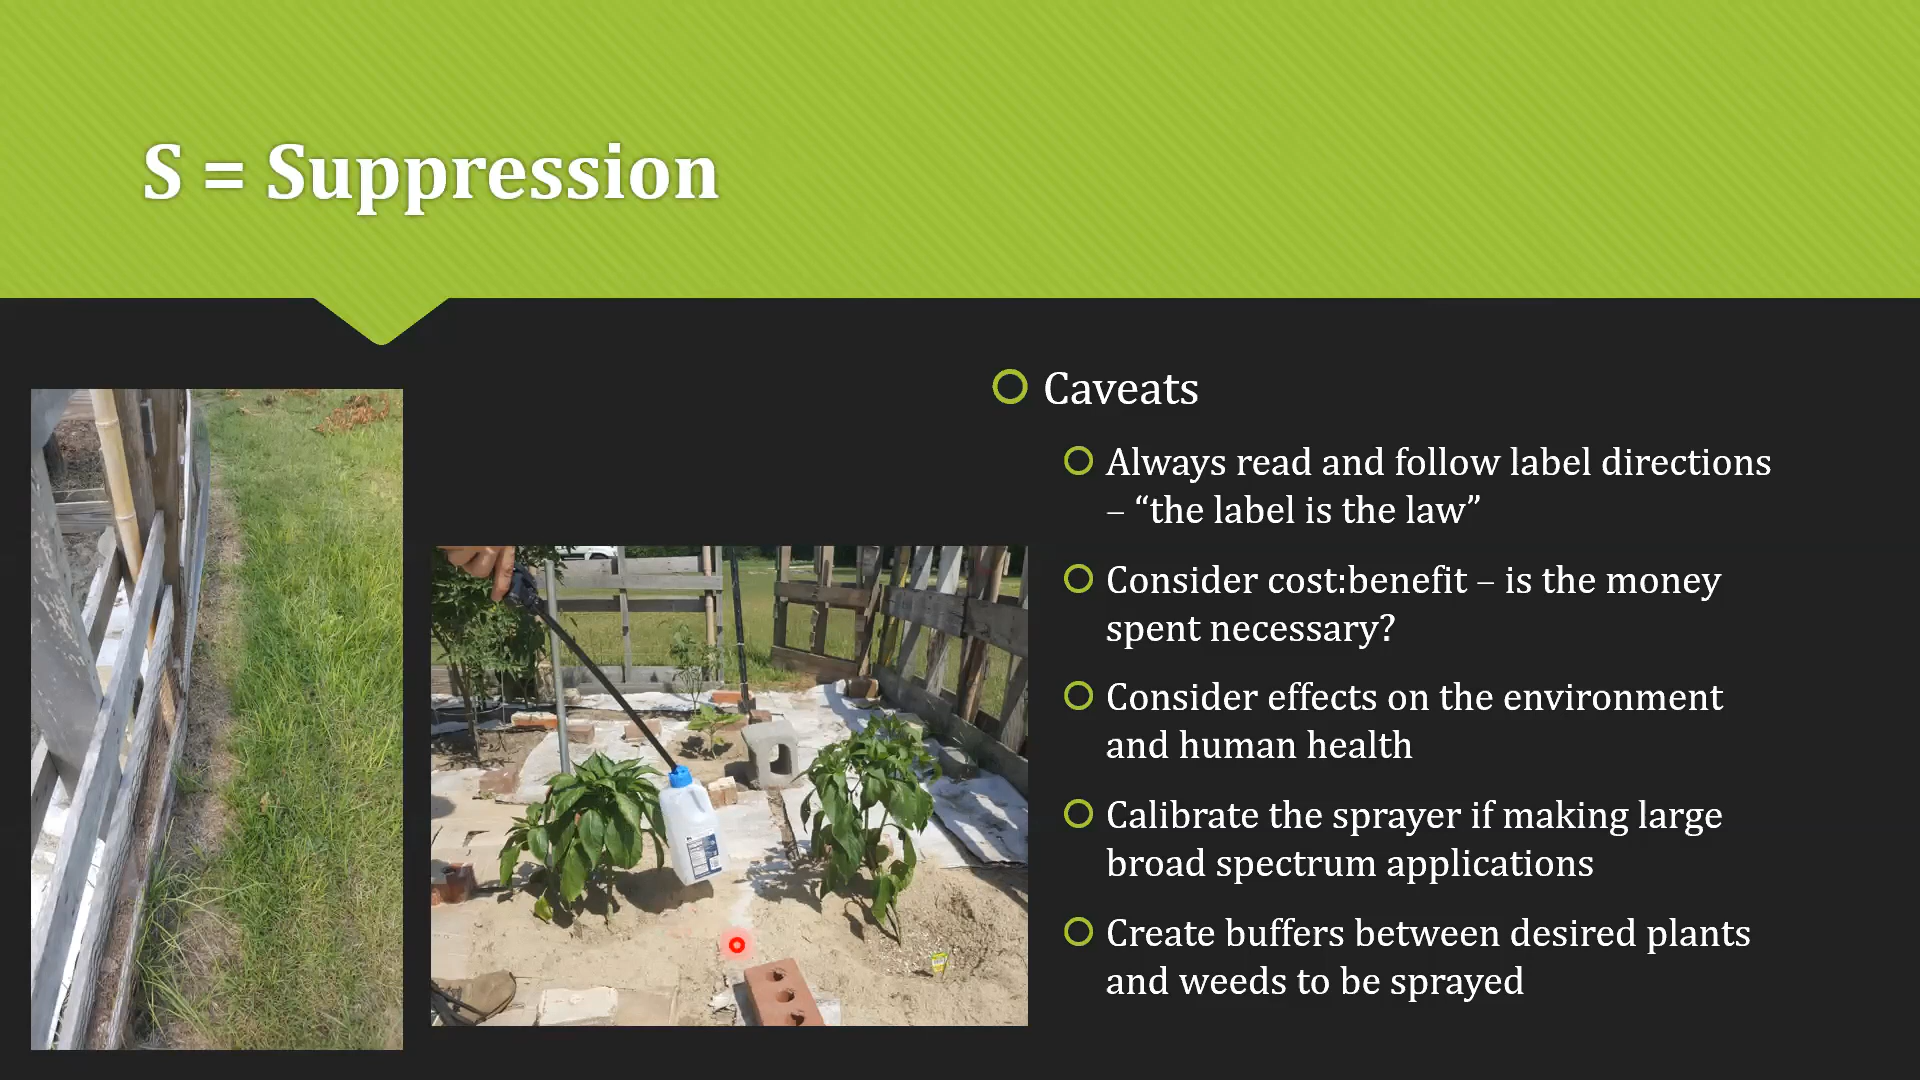 S = Suppression
Caveats
Always read and follow label directions
– “the label is the law”
Consider cost:benefit – is the money
spent necessary?
Consider effects on the environment
and human health
Calibrate the sprayer if making large
broad spectrum applications
Create buffers between desired plants
and weeds to be sprayed